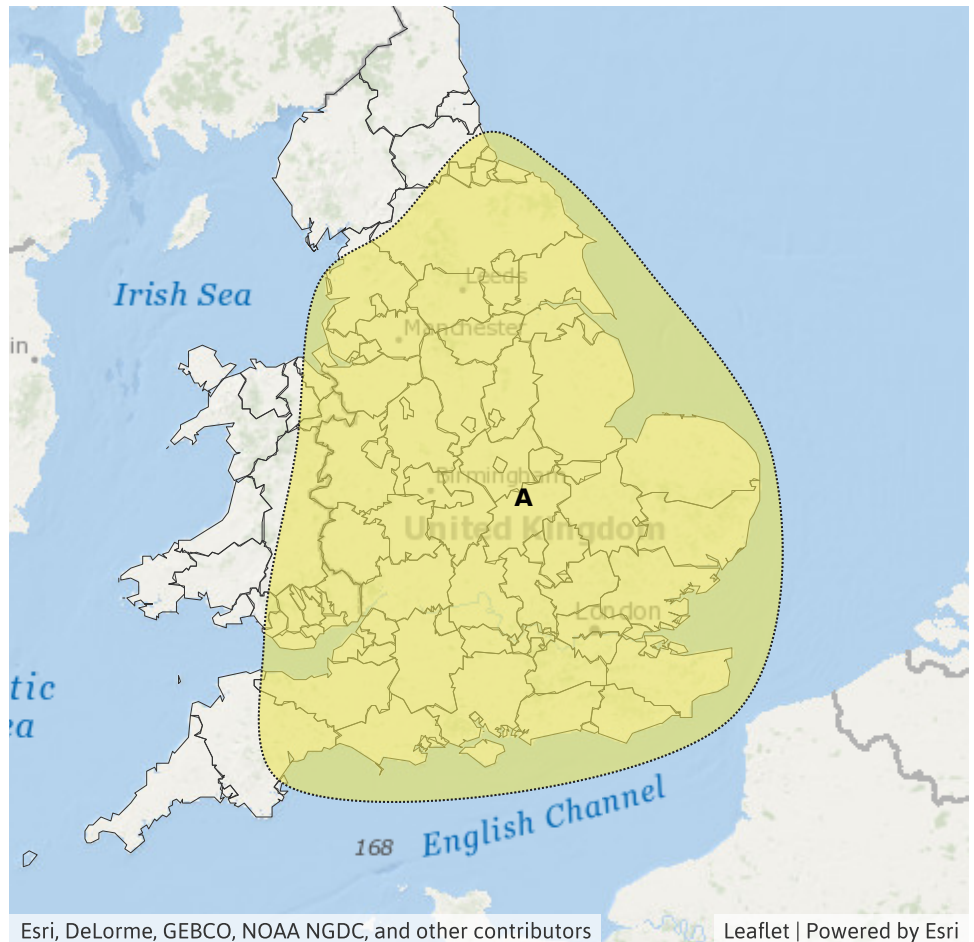 Irish Sea
Leeds
Manchester
in
Birmingham
A
United Kingdom
London
tic
ea
English Channel
168
Esri, DeLorme, GEBCO, NOAA NGDC, and other contributors
Leaflet | Powered by Esri